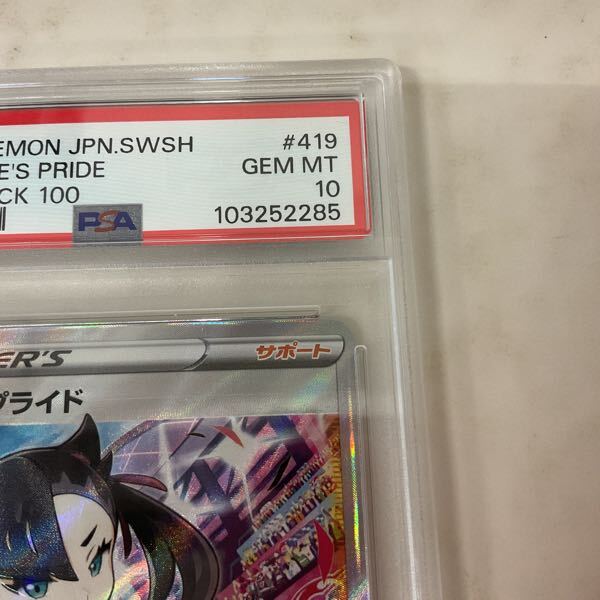 EMON JPN.SWSH #419
E'S PRIDE GEM MT
CK 100 10
PSA 103252285
ER'S サポート
プライド